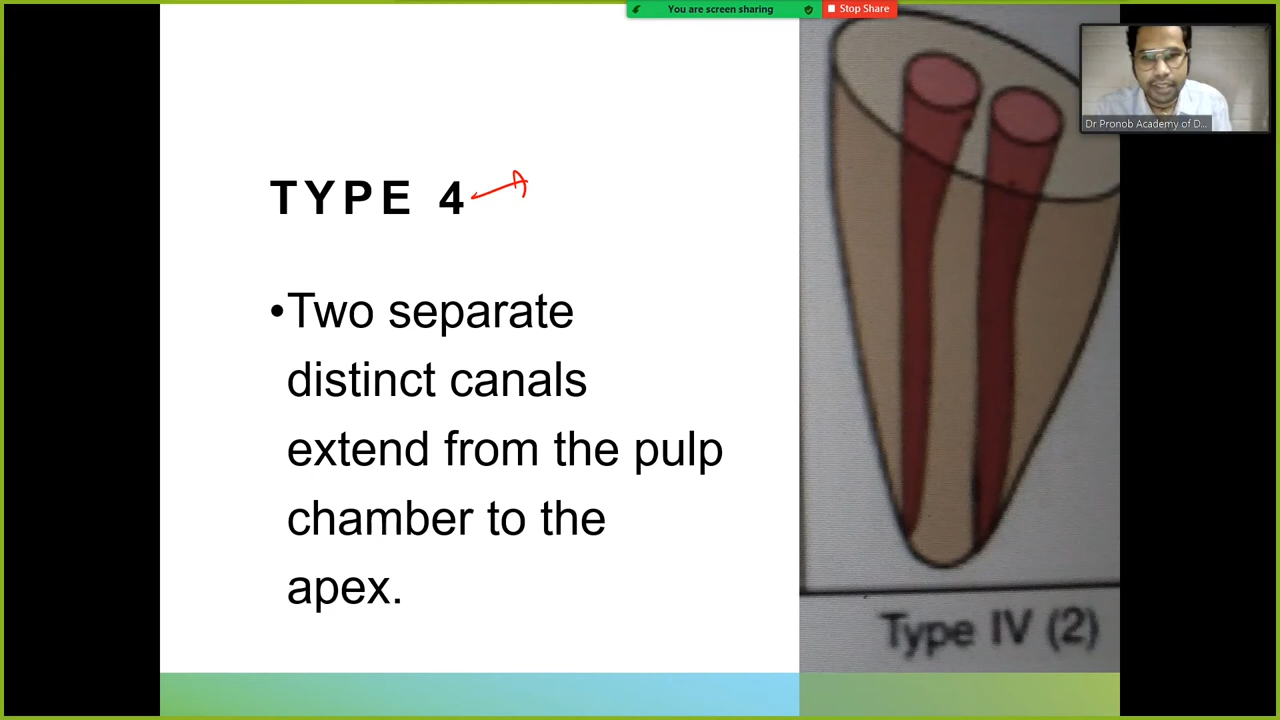 You are screen sharing
Stop Share
Dr Pronob Academy of D...
TYPE 4
•Two separate
distinct canals
extend from the pulp
chamber to the
apex.
Type IV (2)